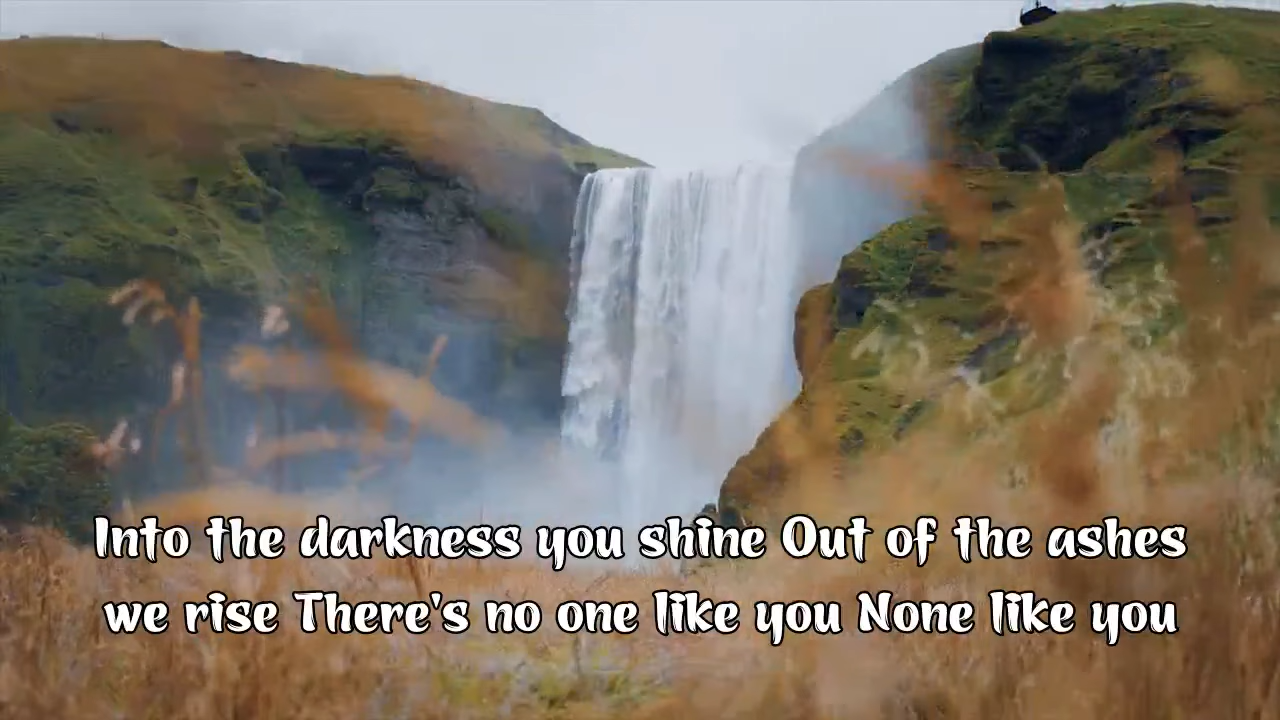 Into the darkness you shine Out of the ashes
we rise There's no one like you None like you